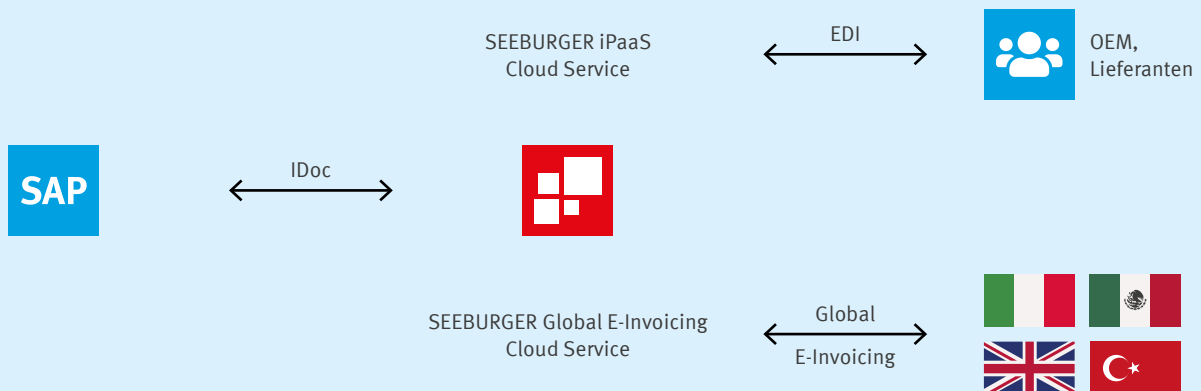 SEEBURGER iPaaS
Cloud Service
EDI
OEM,
Lieferanten
SAP
IDoc
SEEBURGER Global E-Invoicing
Cloud Service
Global
E-Invoicing